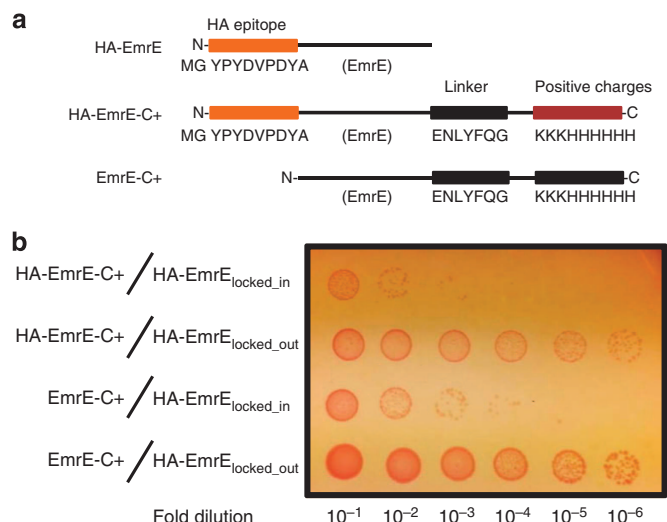 a
HA epitope
HA-EmrE N-
MG YPYDVPDYA (EmrE)
Linker Positive charges
HA-EmrE-C+ N- -C
MG YPYDVPDYA (EmrE) ENLYFQG KKKHHHHHH
EmrE-C+ N- -C
(EmrE) ENLYFQG KKKHHHHHH
b
HA-EmrE-C+ / HA-EmrElocked_in
HA-EmrE-C+ / HA-EmrElocked_out
EmrE-C+ / HA-EmrElocked_in
EmrE-C+ / HA-EmrElocked_out
Fold dilution 10–1 10–2 10–3 10–4 10–5 10–6